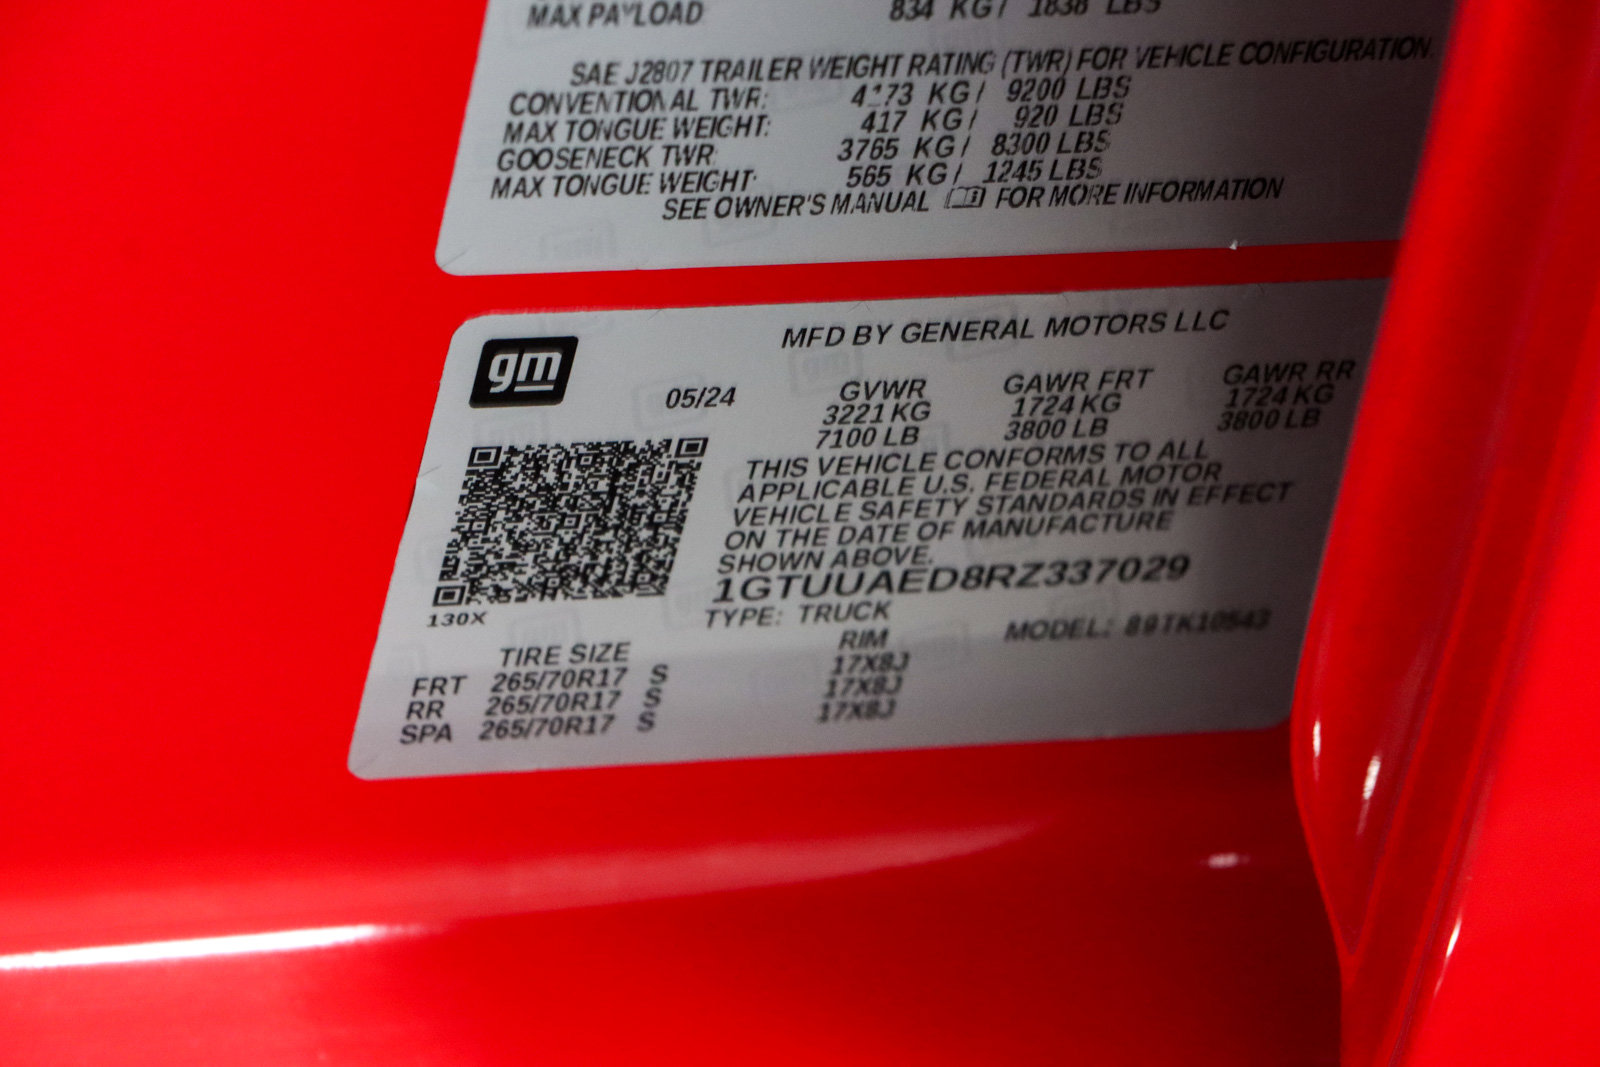 MAX PAYLOAD 834 KG / 1838 LBS
SAE J2807 TRAILER WEIGHT RATING (TWR) FOR VEHICLE CONFIGURATION.
CONVENTIONAL TWR: 4173 KG / 9200 LBS
MAX TONGUE WEIGHT: 417 KG / 920 LBS
GOOSENECK TWR: 3765 KG / 8300 LBS
MAX TONGUE WEIGHT: 565 KG / 1245 LBS
SEE OWNER'S MANUAL FOR MORE INFORMATION
gm
MFD BY GENERAL MOTORS LLC
05/24 GVWR GAWR FRT GAWR RR
3221 KG 1724 KG 1724 KG
7100 LB 3800 LB 3800 LB
THIS VEHICLE CONFORMS TO ALL
APPLICABLE U.S. FEDERAL MOTOR
VEHICLE SAFETY STANDARDS IN EFFECT
ON THE DATE OF MANUFACTURE
SHOWN ABOVE.
1GTUUAED8RZ337029
130X
TYPE: TRUCK MODEL: 89TK10543
TIRE SIZE RIM
FRT 265/70R17 S 17X8J
RR 265/70R17 S 17X8J
SPA 265/70R17 S 17X8J